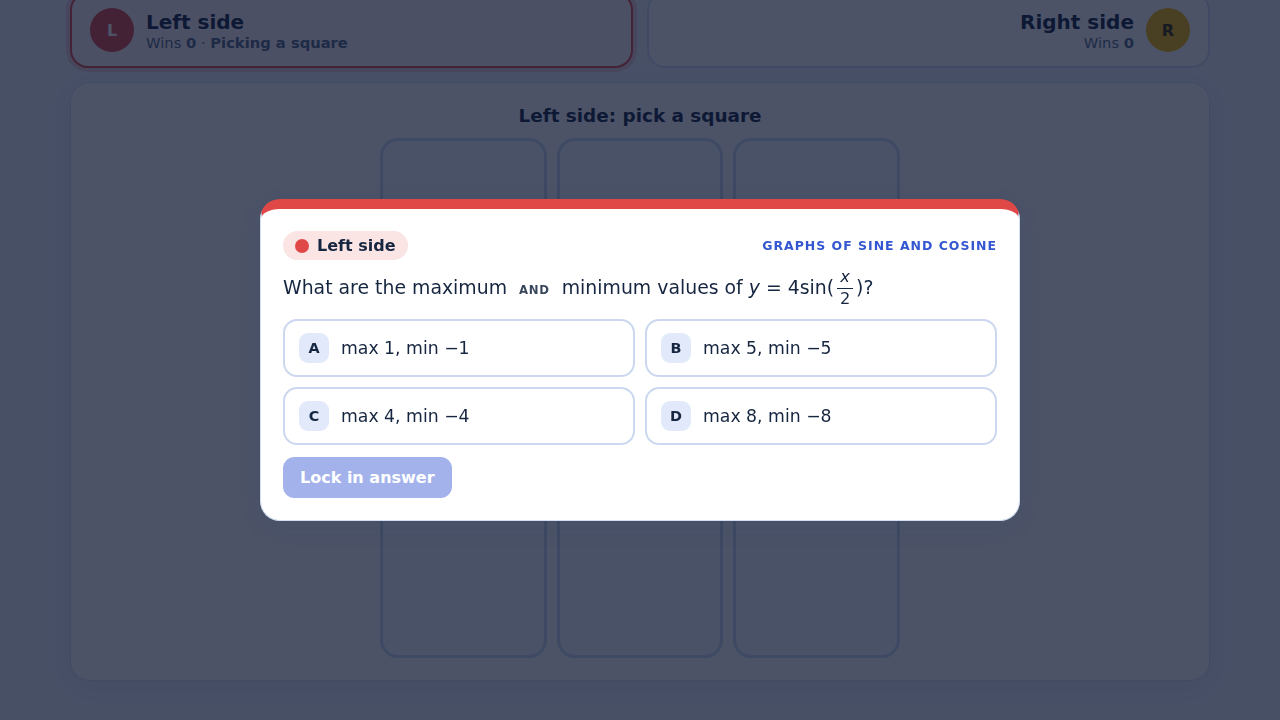 L
Left side
Wins 0 · Picking a square
Right side
Wins 0
R
Left side: pick a square
Left side
GRAPHS OF SINE AND COSINE
What are the maximum AND minimum values of y = 4sin(x/2)?
A max 1, min −1
B max 5, min −5
C max 4, min −4
D max 8, min −8
Lock in answer